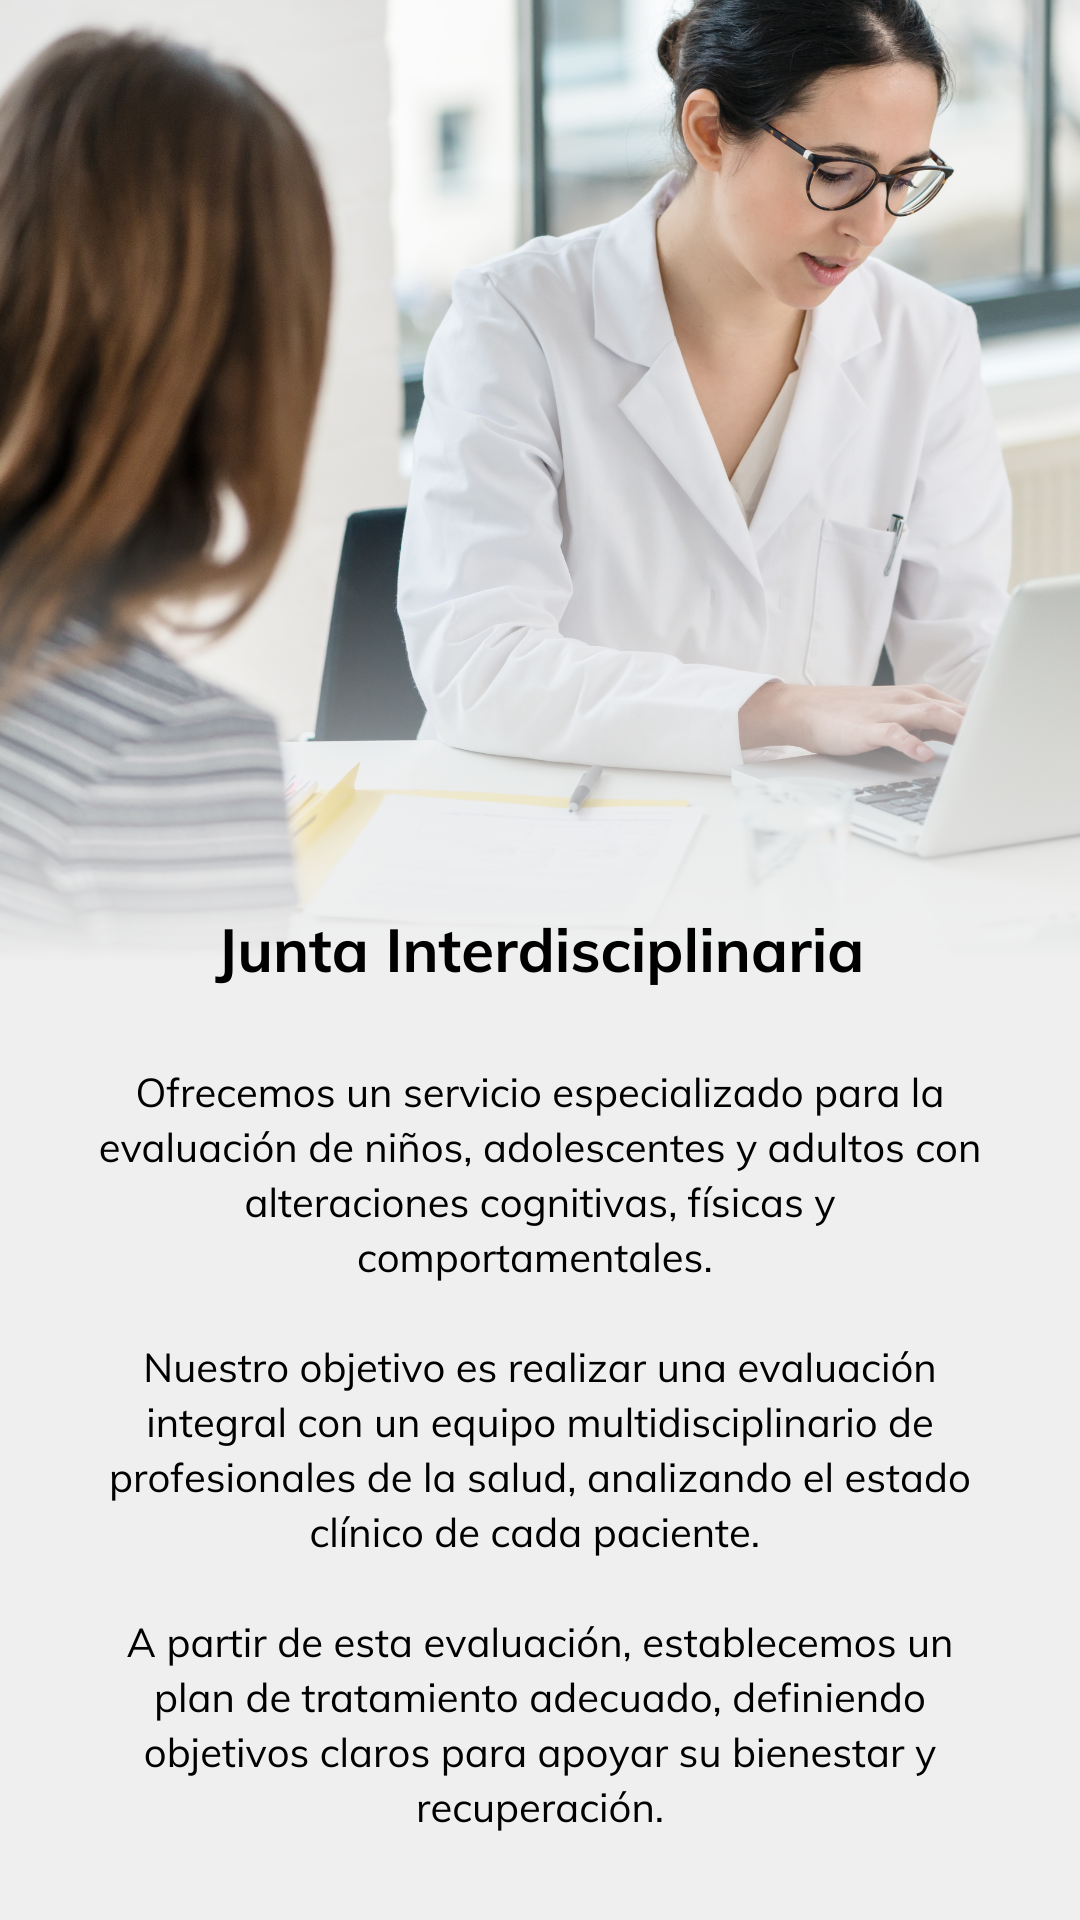 Junta Interdisciplinaria
Ofrecemos un servicio especializado para la
evaluación de niños, adolescentes y adultos con
alteraciones cognitivas, físicas y
comportamentales.
Nuestro objetivo es realizar una evaluación
integral con un equipo multidisciplinario de
profesionales de la salud, analizando el estado
clínico de cada paciente.
A partir de esta evaluación, establecemos un
plan de tratamiento adecuado, definiendo
objetivos claros para apoyar su bienestar y
recuperación.